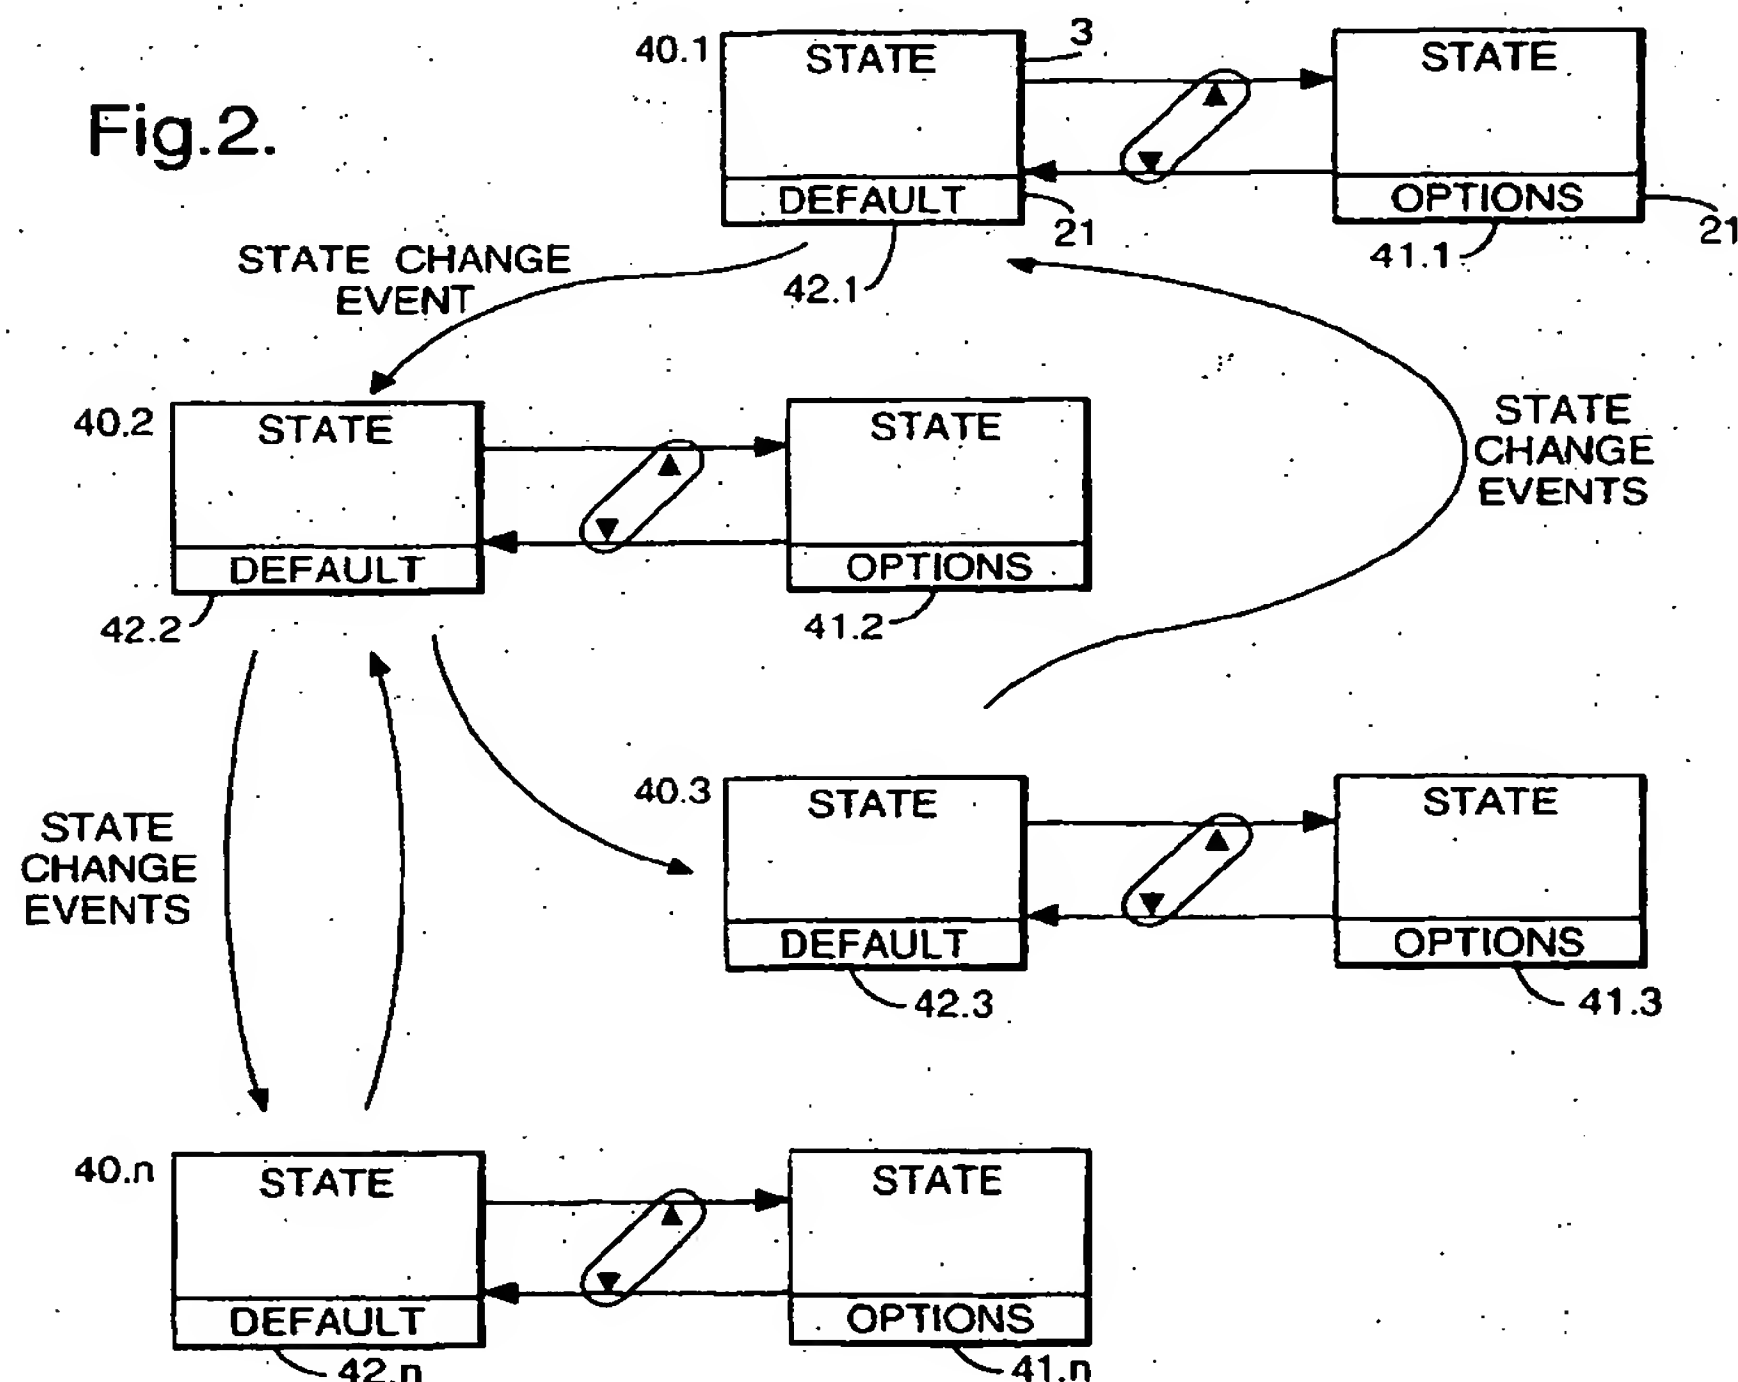 Fig.2.
40.1
STATE
3
STATE
DEFAULT
21
OPTIONS
21
42.1
41.1
STATE CHANGE
EVENT
STATE
CHANGE
EVENTS
40.2
STATE
STATE
DEFAULT
OPTIONS
42.2
41.2
40.3
STATE
STATE
DEFAULT
OPTIONS
42.3
41.3
STATE
CHANGE
EVENTS
40.n
STATE
STATE
DEFAULT
OPTIONS
42.n
41.n